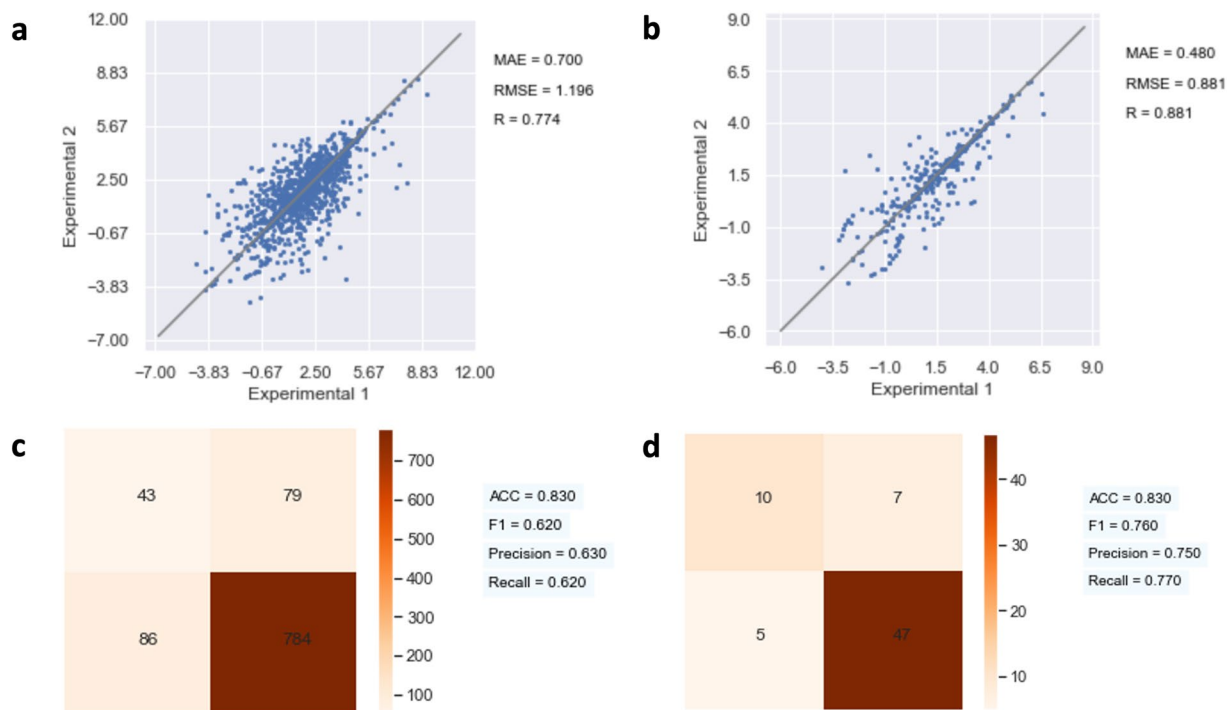 a
12.00
8.83
5.67
2.50
−0.67
−3.83
−7.00
Experimental 2
−7.00 −3.83 −0.67 2.50 5.67 8.83 12.00
Experimental 1
MAE = 0.700
RMSE = 1.196
R = 0.774
b
9.0
6.5
4.0
1.5
−1.0
−3.5
−6.0
Experimental 2
−6.0 −3.5 −1.0 1.5 4.0 6.5 9.0
Experimental 1
MAE = 0.480
RMSE = 0.881
R = 0.881
c
43 79
86 784
700
600
500
400
300
200
100
ACC = 0.830
F1 = 0.620
Precision = 0.630
Recall = 0.620
d
10 7
5 47
40
30
20
10
ACC = 0.830
F1 = 0.760
Precision = 0.750
Recall = 0.770